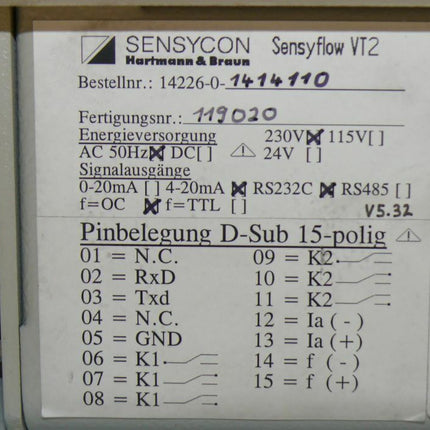 SENSYCON Sensyflow VT2
Hartmann & Braun
Bestellnr.: 14226-0-1414110
Fertigungsnr.: 119020
Energieversorgung 230V[x] 115V[ ]
AC 50Hz[x] DC[ ] ⚠ 24V [ ]
Signalausgänge
0-20mA [ ] 4-20mA [x] RS232C [x] RS485 [ ]
f=OC [x] f=TTL [ ] V5.32
Pinbelegung D-Sub 15-polig ⚠
01 = N.C. 09 = K2
02 = RxD 10 = K2
03 = Txd 11 = K2
04 = N.C. 12 = Ia (-)
05 = GND 13 = Ia (+)
06 = K1 14 = f (-)
07 = K1 15 = f (+)
08 = K1